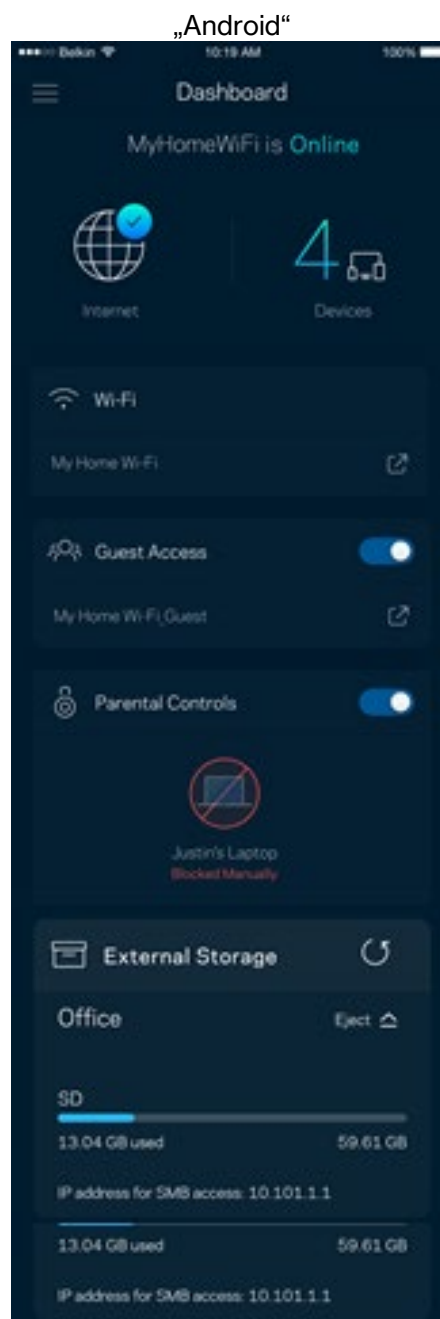 „Android“
Belkin 10:19 AM 100%
Dashboard
MyHomeWiFi is Online
4
Internet Devices
Wi-Fi
My Home Wi-Fi
Guest Access
My Home Wi-Fi_Guest
Parental Controls
Justin's Laptop
Blocked Manually
External Storage
Office Eject
SD
13.04 GB used 59.61 GB
IP address for SMB access: 10.101.1.1
13.04 GB used 59.61 GB
IP address for SMB access: 10.101.1.1